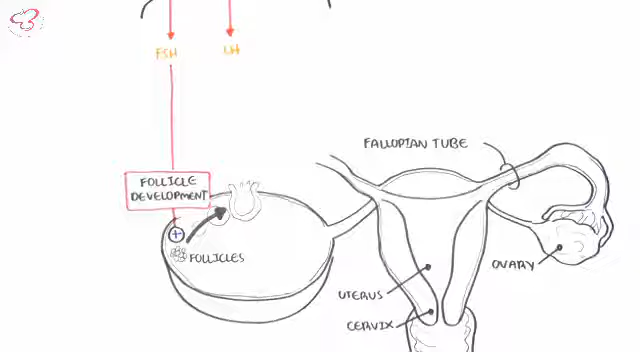 FSH
LH
FALLOPIAN TUBE
FOLLICLE
DEVELOPMENT
+
FOLLICLES
OVARY
UTERUS
CERVIX